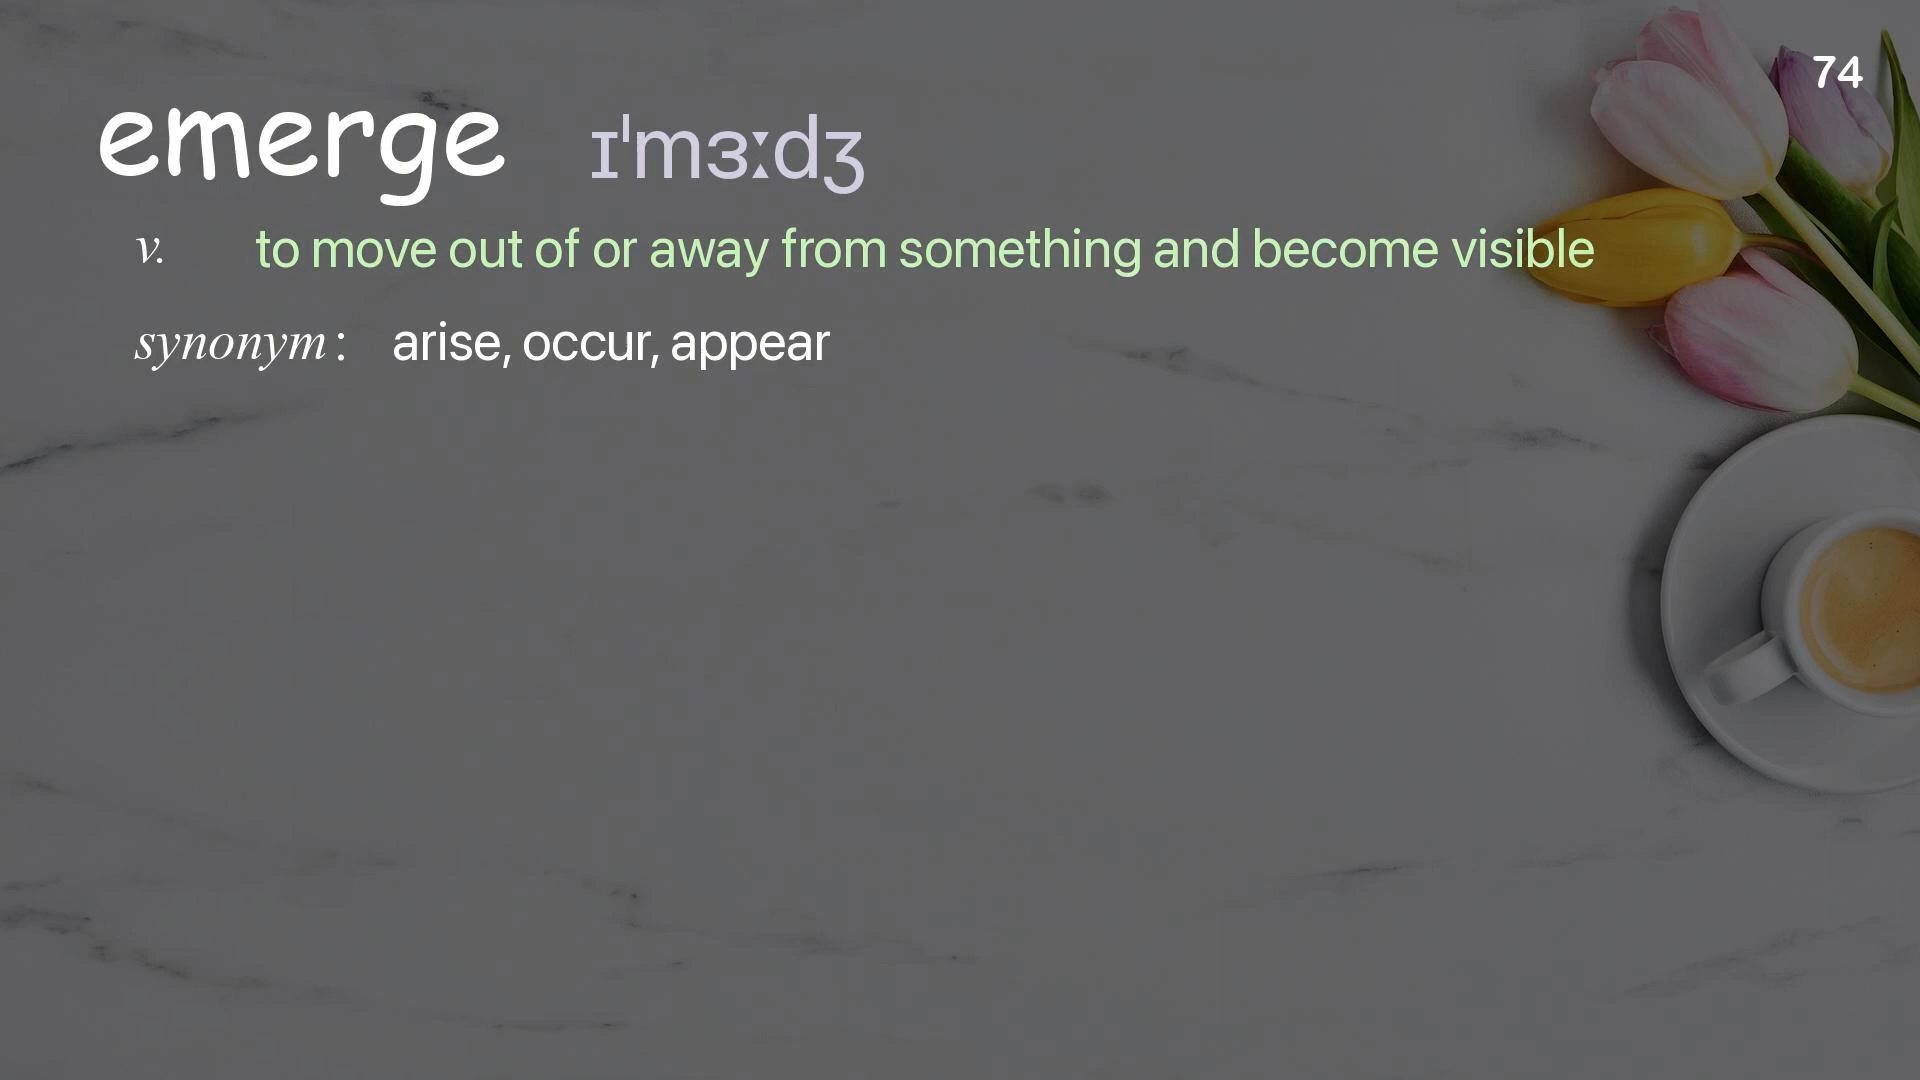 74
emerge ɪˈmɜːdʒ
v. to move out of or away from something and become visible
synonym : arise, occur, appear